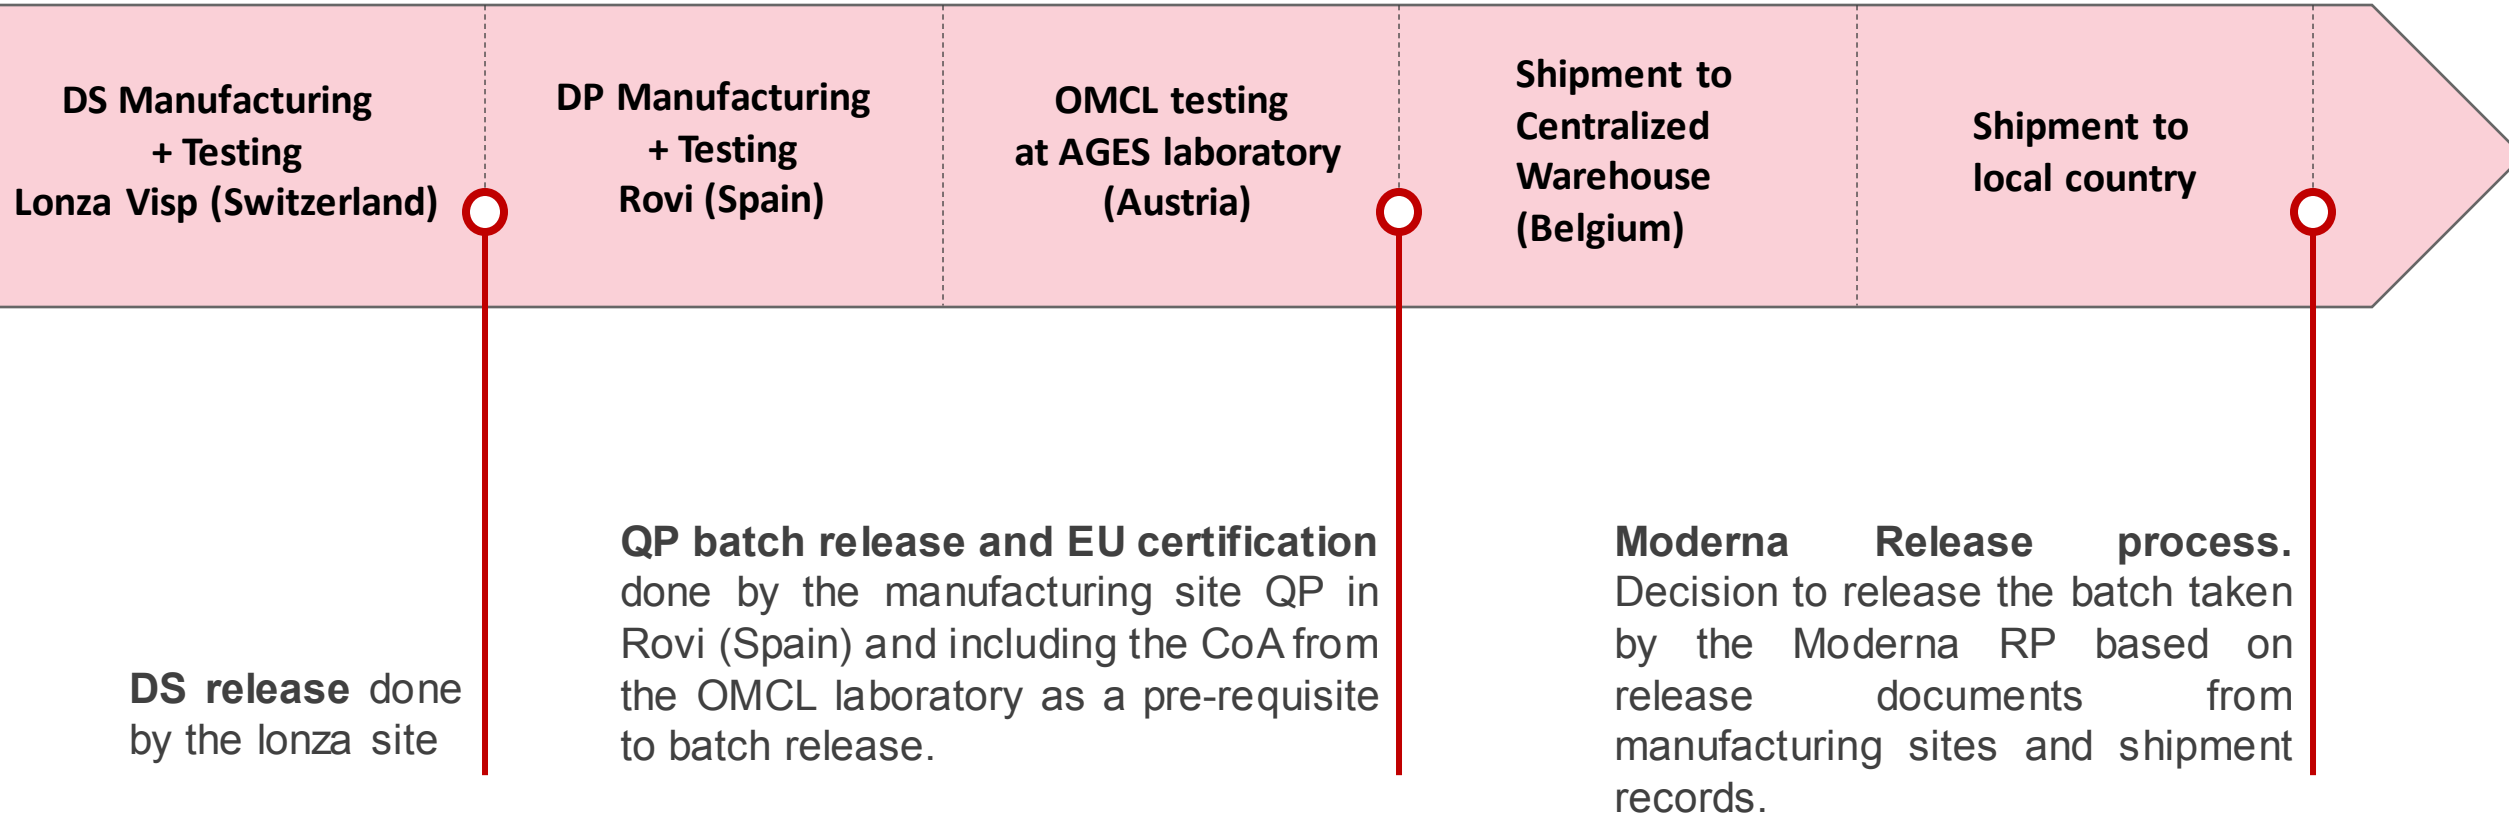 DS Manufacturing
+ Testing
Lonza Visp (Switzerland)
DP Manufacturing
+ Testing
Rovi (Spain)
OMCL testing
at AGES laboratory
(Austria)
Shipment to
Centralized
Warehouse
(Belgium)
Shipment to
local country
DS release done
by the lonza site
QP batch release and EU certification
done by the manufacturing site QP in
Rovi (Spain) and including the CoA from
the OMCL laboratory as a pre-requisite
to batch release.
Moderna Release process.
Decision to release the batch taken
by the Moderna RP based on
release documents from
manufacturing sites and shipment
records.